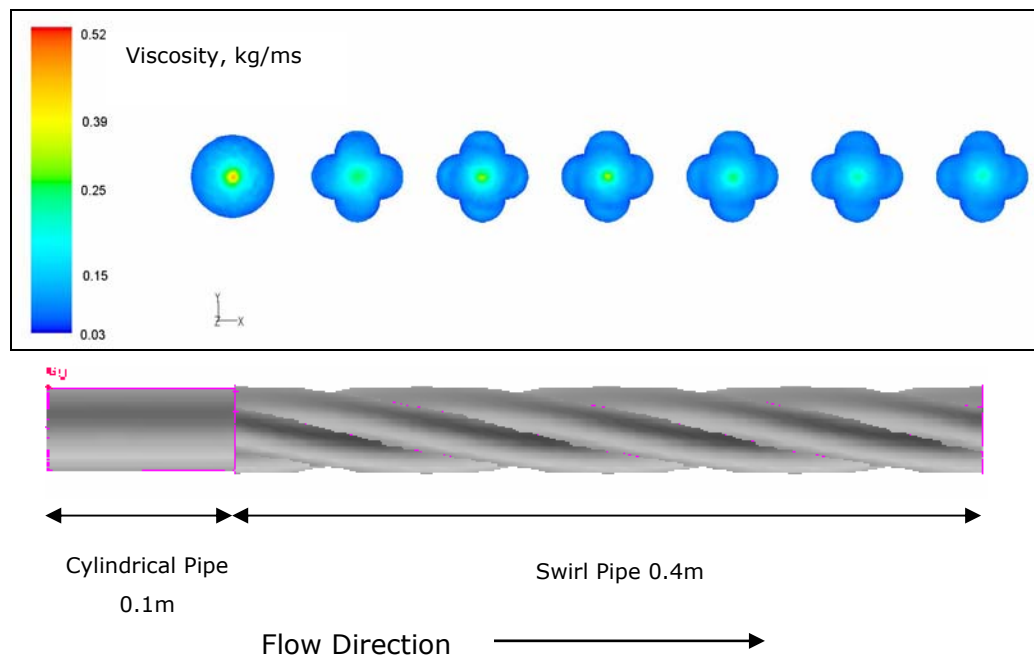 0.52
Viscosity, kg/ms
0.39
0.25
0.15
0.03
Y
Z X
Cylindrical Pipe
0.1m
Swirl Pipe 0.4m
Flow Direction